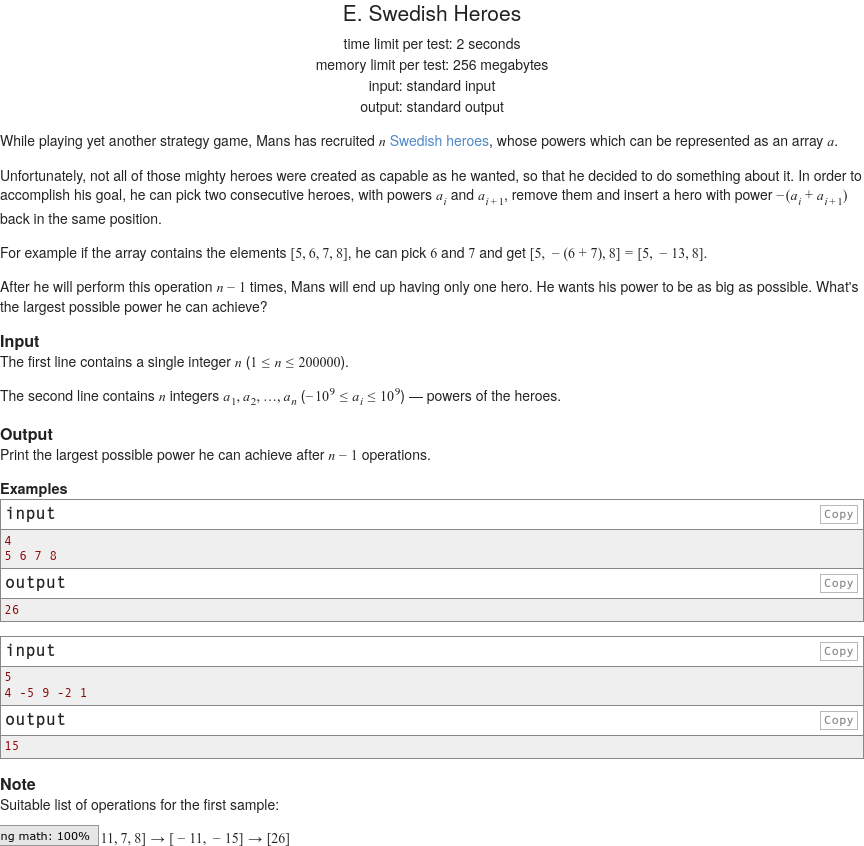 E. Swedish Heroes
time limit per test: 2 seconds
memory limit per test: 256 megabytes
input: standard input
output: standard output
While playing yet another strategy game, Mans has recruited n Swedish heroes, whose powers which can be represented as an array a.
Unfortunately, not all of those mighty heroes were created as capable as he wanted, so that he decided to do something about it. In order to
accomplish his goal, he can pick two consecutive heroes, with powers a_i and a_{i+1}, remove them and insert a hero with power −(a_i + a_{i+1})
back in the same position.
For example if the array contains the elements [5, 6, 7, 8], he can pick 6 and 7 and get [5, −(6 + 7), 8] = [5, −13, 8].
After he will perform this operation n − 1 times, Mans will end up having only one hero. He wants his power to be as big as possible. What's
the largest possible power he can achieve?
Input
The first line contains a single integer n (1 ≤ n ≤ 200000).
The second line contains n integers a_1, a_2, …, a_n (−10^9 ≤ a_i ≤ 10^9) — powers of the heroes.
Output
Print the largest possible power he can achieve after n − 1 operations.
Examples
input Copy
4
5 6 7 8
output Copy
26
input Copy
5
4 -5 9 -2 1
output Copy
15
Note
Suitable list of operations for the first sample:
ng math: 100% 11, 7, 8] → [−11, −15] → [26]